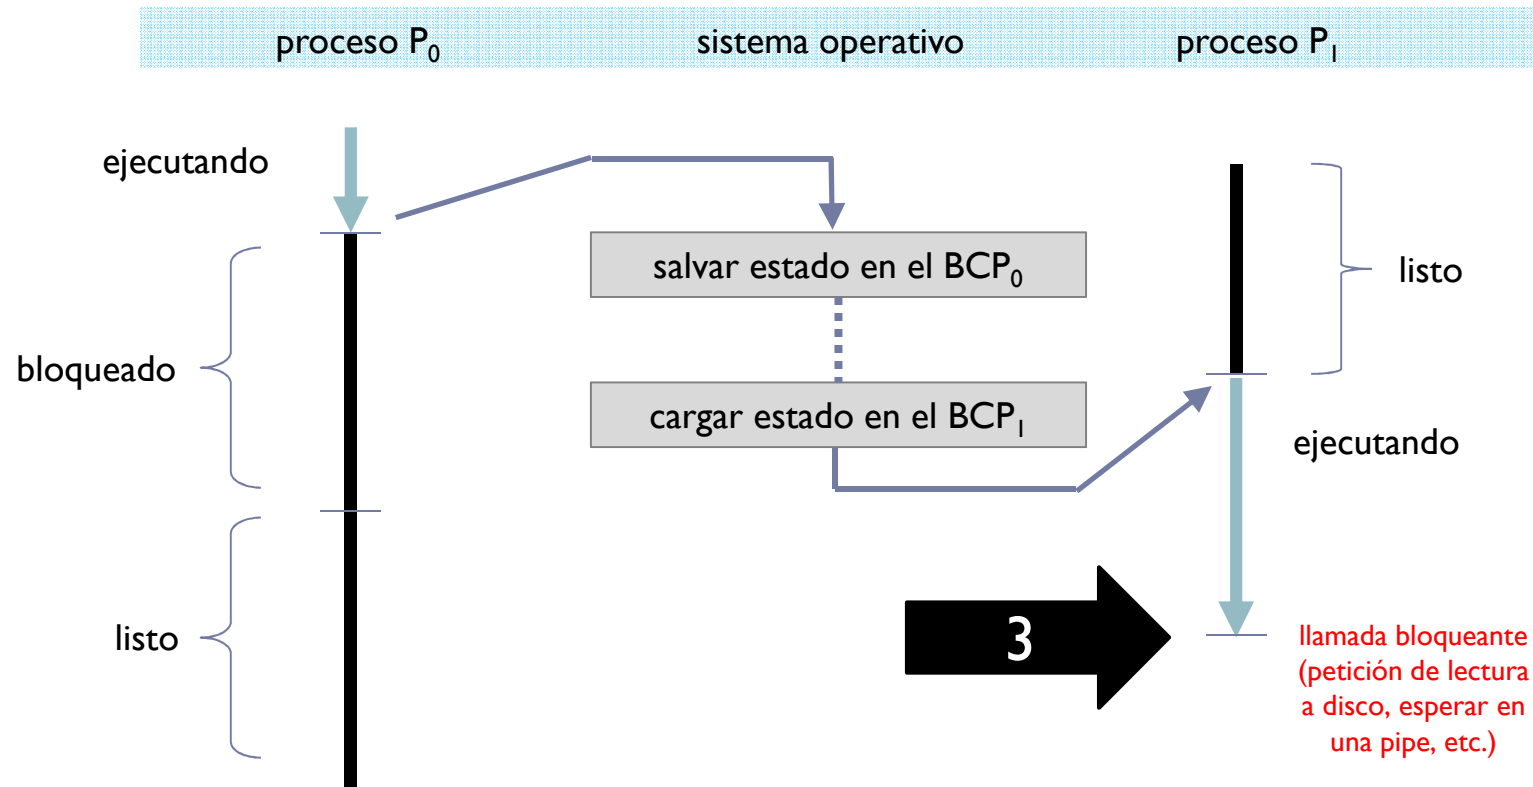 proceso P0
sistema operativo
proceso P1
ejecutando
salvar estado en el BCP0
listo
bloqueado
cargar estado en el BCP1
ejecutando
listo
3
llamada bloqueante
(petición de lectura
a disco, esperar en
una pipe, etc.)